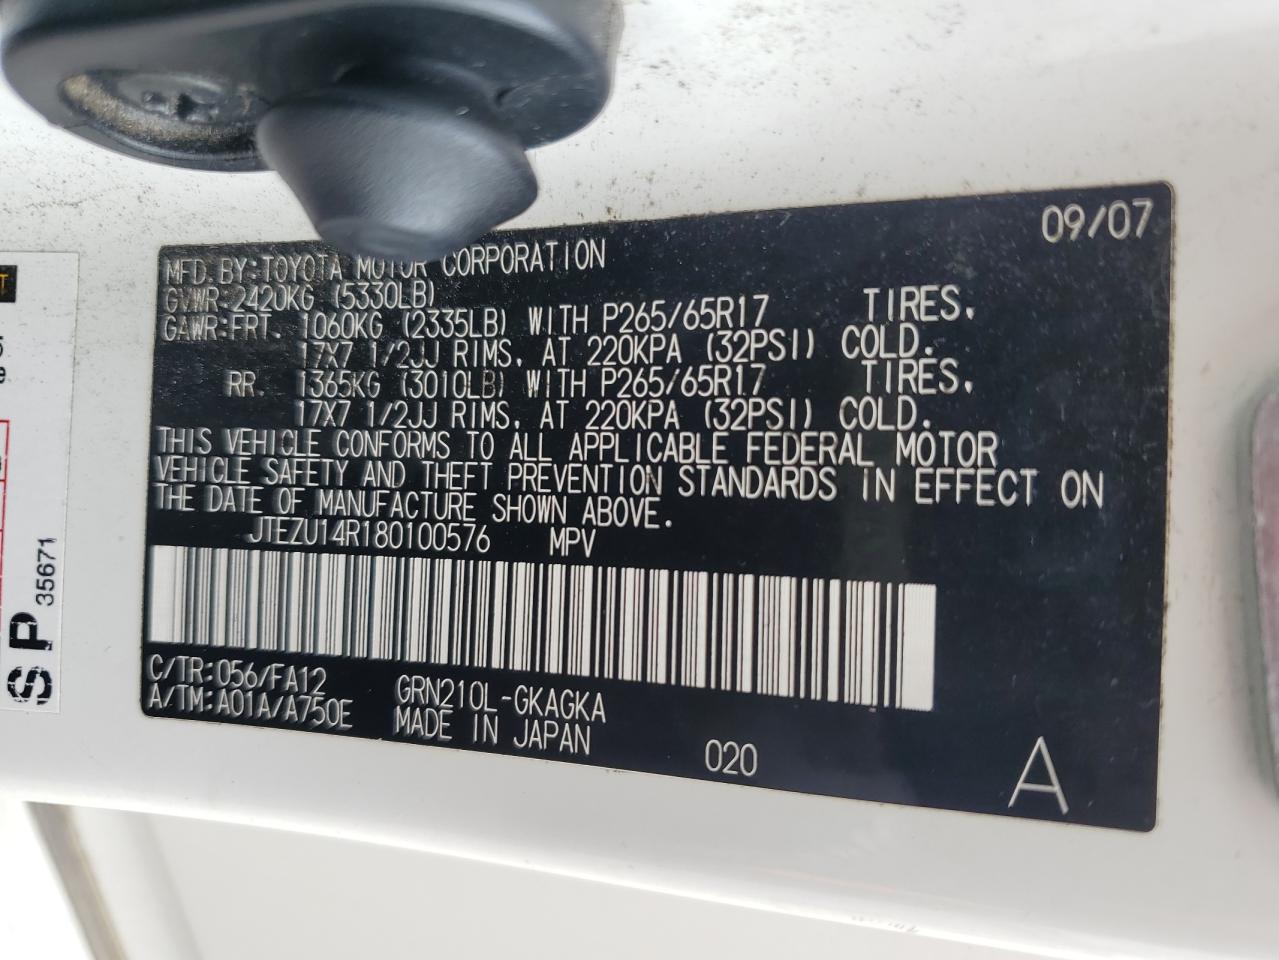 09/07
MFD. BY:TOYOTA MOTOR CORPORATION
GVWR:2420KG (5330LB)
GAWR:FRT. 1060KG (2335LB) WITH P265/65R17 TIRES,
17X7 1/2JJ RIMS, AT 220KPA (32PSI) COLD.
RR. 1365KG (3010LB) WITH P265/65R17 TIRES,
17X7 1/2JJ RIMS, AT 220KPA (32PSI) COLD.
THIS VEHICLE CONFORMS TO ALL APPLICABLE FEDERAL MOTOR
VEHICLE SAFETY AND THEFT PREVENTION STANDARDS IN EFFECT ON
THE DATE OF MANUFACTURE SHOWN ABOVE.
JTEZU14R180100576 MPV
C/TR:056/FA12 GRN210L-GKAGKA
A/TM:A01A/A750E MADE IN JAPAN
020
A
SP 35671